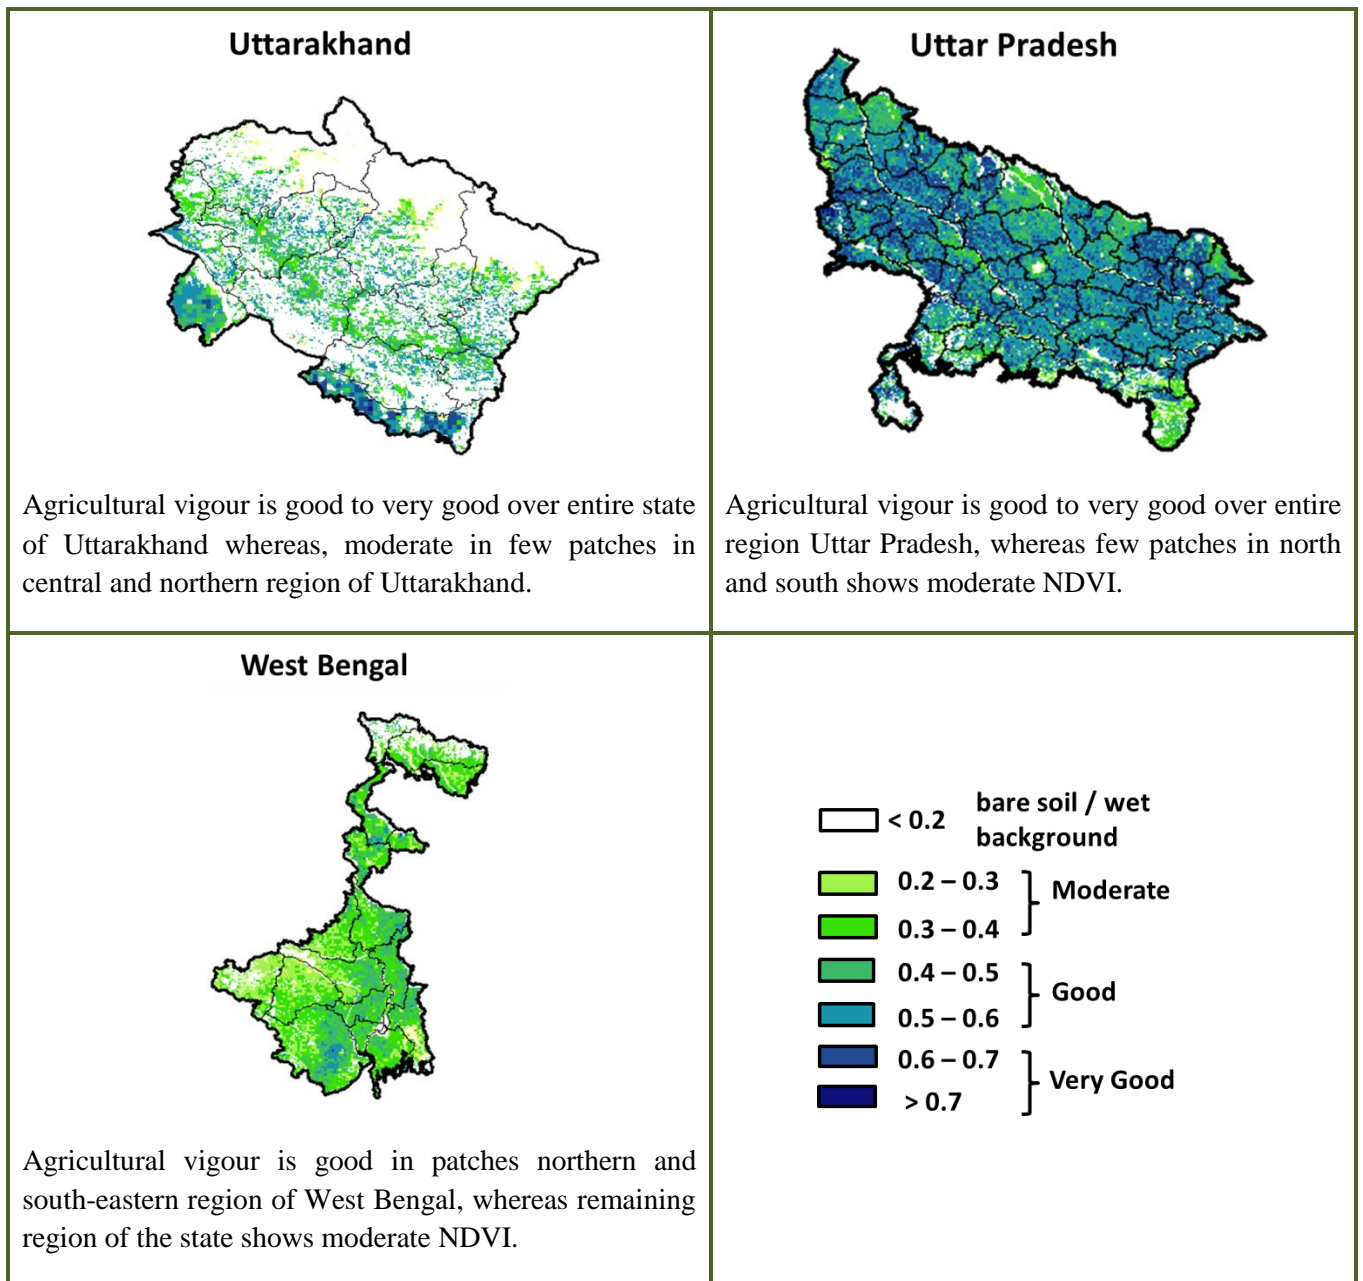 Uttarakhand
Agricultural vigour is good to very good over entire state
of Uttarakhand whereas, moderate in few patches in
central and northern region of Uttarakhand.
Uttar Pradesh
Agricultural vigour is good to very good over entire
region Uttar Pradesh, whereas few patches in north
and south shows moderate NDVI.
West Bengal
Agricultural vigour is good in patches northern and
south-eastern region of West Bengal, whereas remaining
region of the state shows moderate NDVI.
< 0.2 bare soil / wet
background
0.2 – 0.3
Moderate
0.3 – 0.4
0.4 – 0.5
Good
0.5 – 0.6
0.6 – 0.7
Very Good
> 0.7